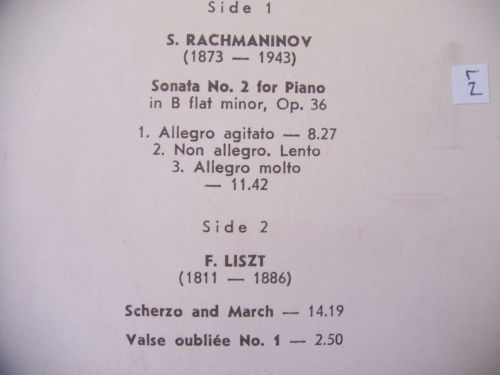 Side 1
S. RACHMANINOV
(1873 — 1943)
Sonata No. 2 for Piano
in B flat minor, Op. 36
1. Allegro agitato — 8.27
2. Non allegro. Lento
3. Allegro molto
— 11.42
Side 2
F. LISZT
(1811 — 1886)
Scherzo and March — 14.19
Valse oubliée No. 1 — 2.50